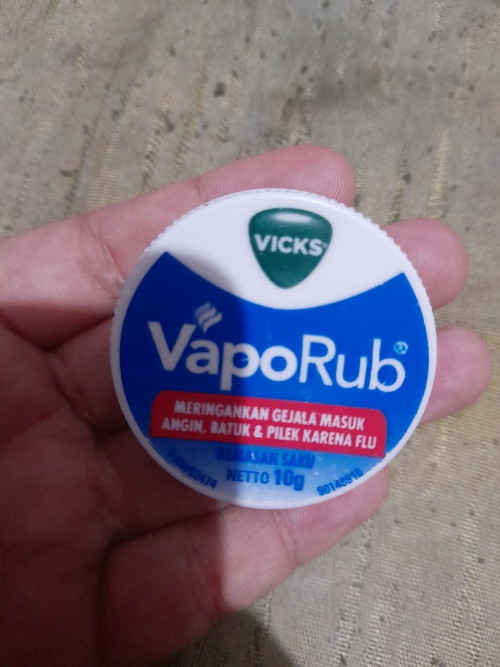 VICKS
VapoRub
MERINGANKAN GEJALA MASUK
ANGIN, BATUK & PILEK KARENA FLU
KEMASAN SAKU
NETTO 10g